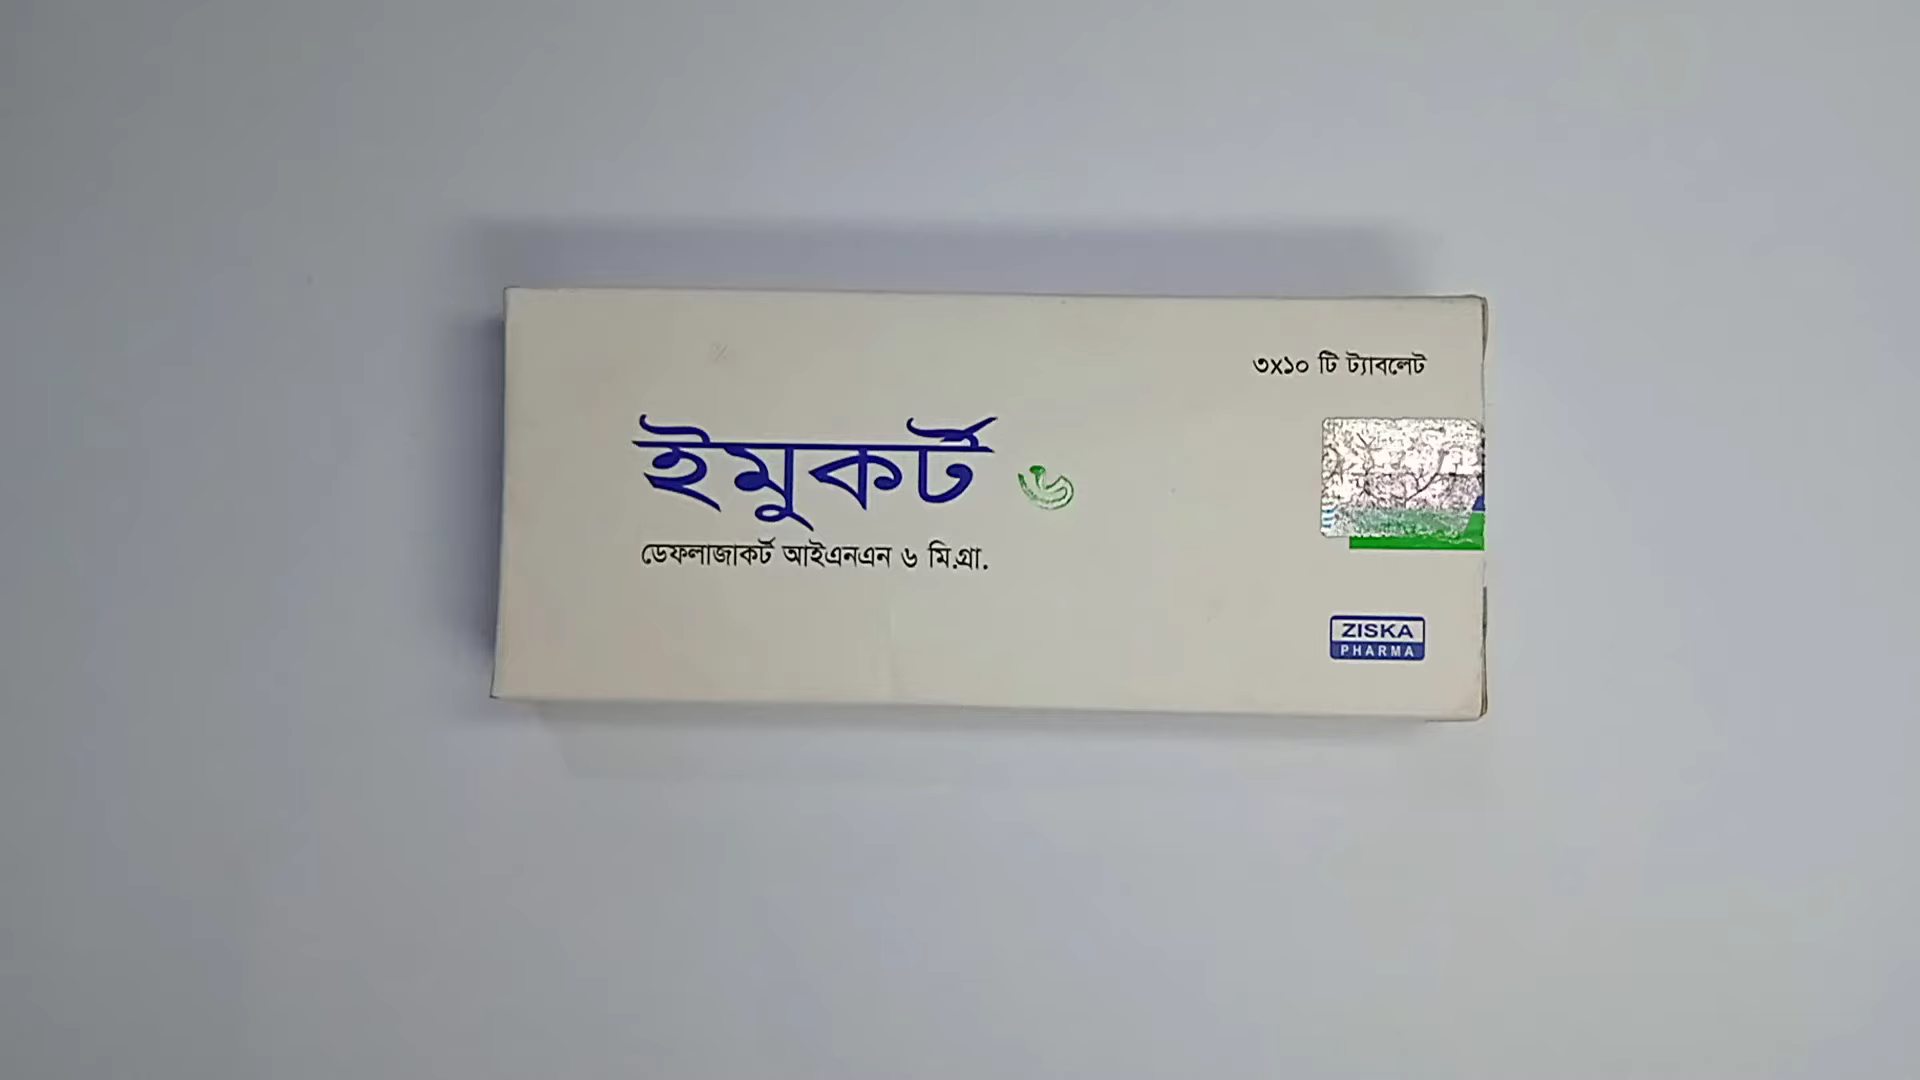 ৩x১০ টি ট্যাবলেট
ইমুকর্ট ৬
ডেফলাজাকর্ট আইএনএন ৬ মি.গ্রা.
ZISKA
PHARMA